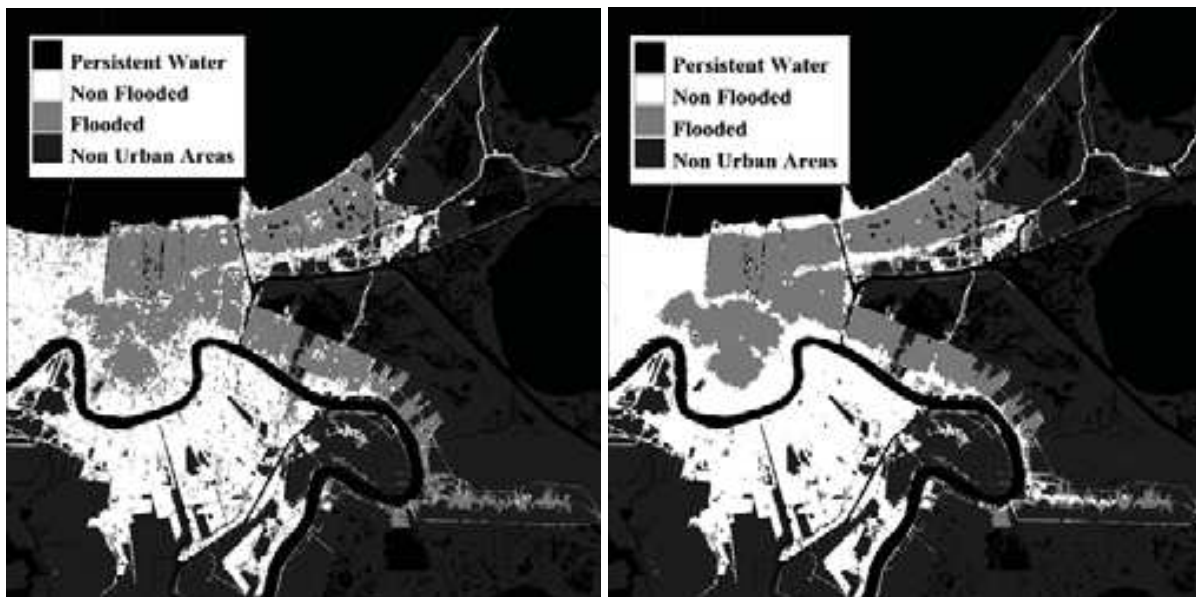 Persistent Water
Non Flooded
Flooded
Non Urban Areas
Persistent Water
Non Flooded
Flooded
Non Urban Areas